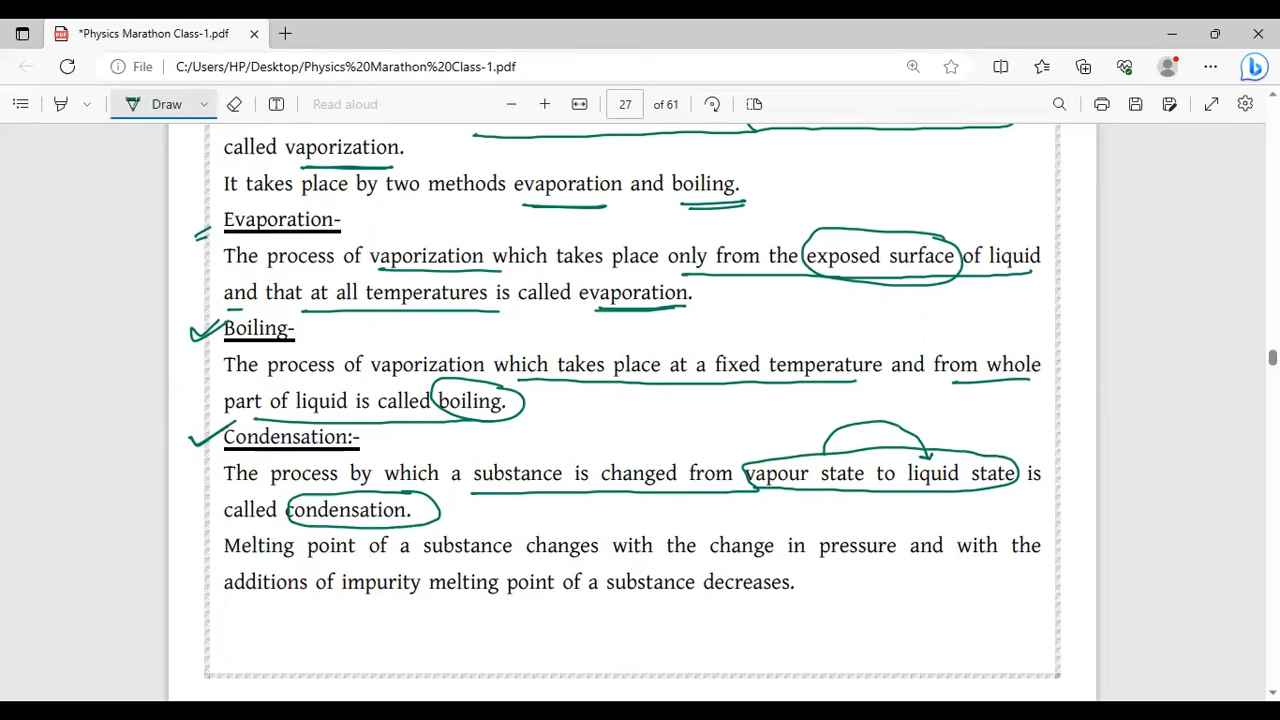 *Physics Marathon Class-1.pdf
File C:/Users/HP/Desktop/Physics%20Marathon%20Class-1.pdf
Draw Read aloud 27 of 61
called vaporization.
It takes place by two methods evaporation and boiling.
Evaporation-
The process of vaporization which takes place only from the exposed surface of liquid
and that at all temperatures is called evaporation.
Boiling-
The process of vaporization which takes place at a fixed temperature and from whole
part of liquid is called boiling.
Condensation:-
The process by which a substance is changed from vapour state to liquid state is
called condensation.
Melting point of a substance changes with the change in pressure and with the
additions of impurity melting point of a substance decreases.